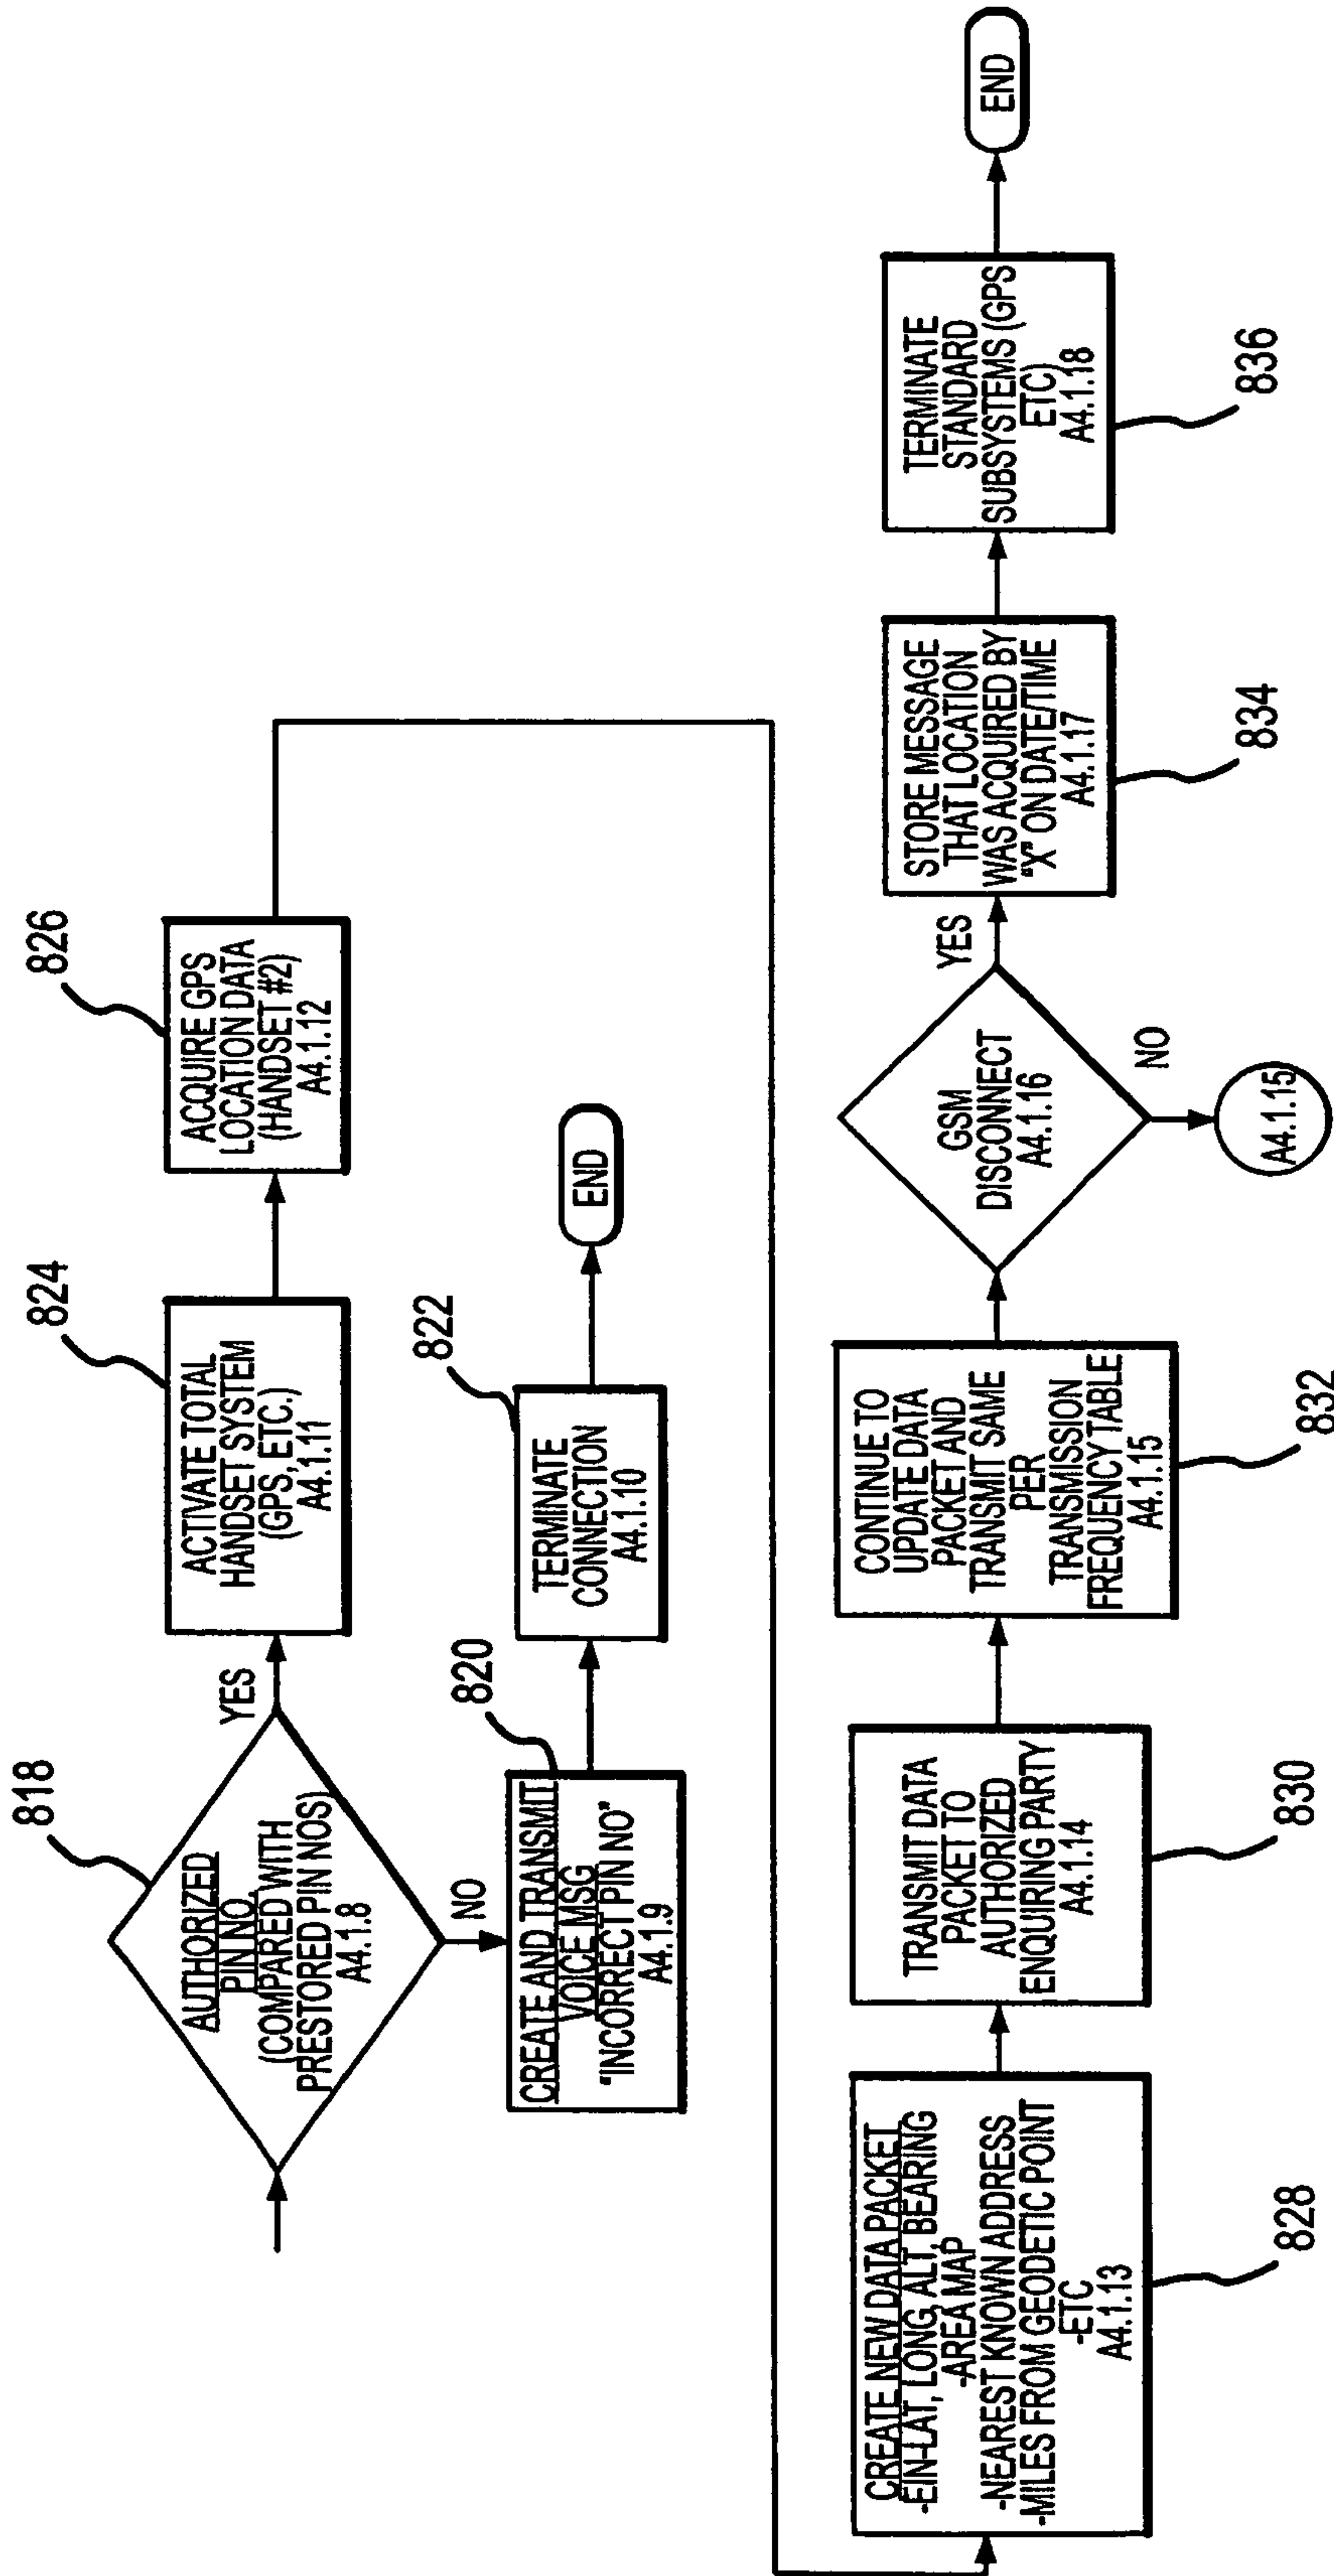 818
AUTHORIZED
PIN NO.
(COMPARED WITH
PRESTORED PIN NOS)
A4.1.8
YES
NO
824
ACTIVATE TOTAL
HANDSET SYSTEM
(GPS, ETC.)
A4.1.11
826
ACQUIRE GPS
LOCATION DATA
(HANDSET #2)
A4.1.12
820
CREATE AND TRANSMIT
VOICE MSG
"INCORRECT PIN NO"
A4.1.9
822
TERMINATE
CONNECTION
A4.1.10
END
CREATE NEW DATA PACKET
-EIN-LAT, LONG, ALT, BEARING
-AREA MAP
-NEAREST KNOWN ADDRESS
-MILES FROM GEODETIC POINT
-ETC
A4.1.13
828
TRANSMIT DATA
PACKET TO
AUTHORIZED
ENQUIRING PARTY
A4.1.14
830
CONTINUE TO
UPDATE DATA
PACKET AND
TRANSMIT SAME
PER
TRANSMISSION
FREQUENCY TABLE
A4.1.15
832
GSM
DISCONNECT
A4.1.16
YES
NO
A4.1.15
STORE MESSAGE
THAT LOCATION
WAS ACQUIRED BY
"X" ON DATE/TIME
A4.1.17
834
TERMINATE
STANDARD
SUBSYSTEMS (GPS
ETC)
A4.1.18
836
END